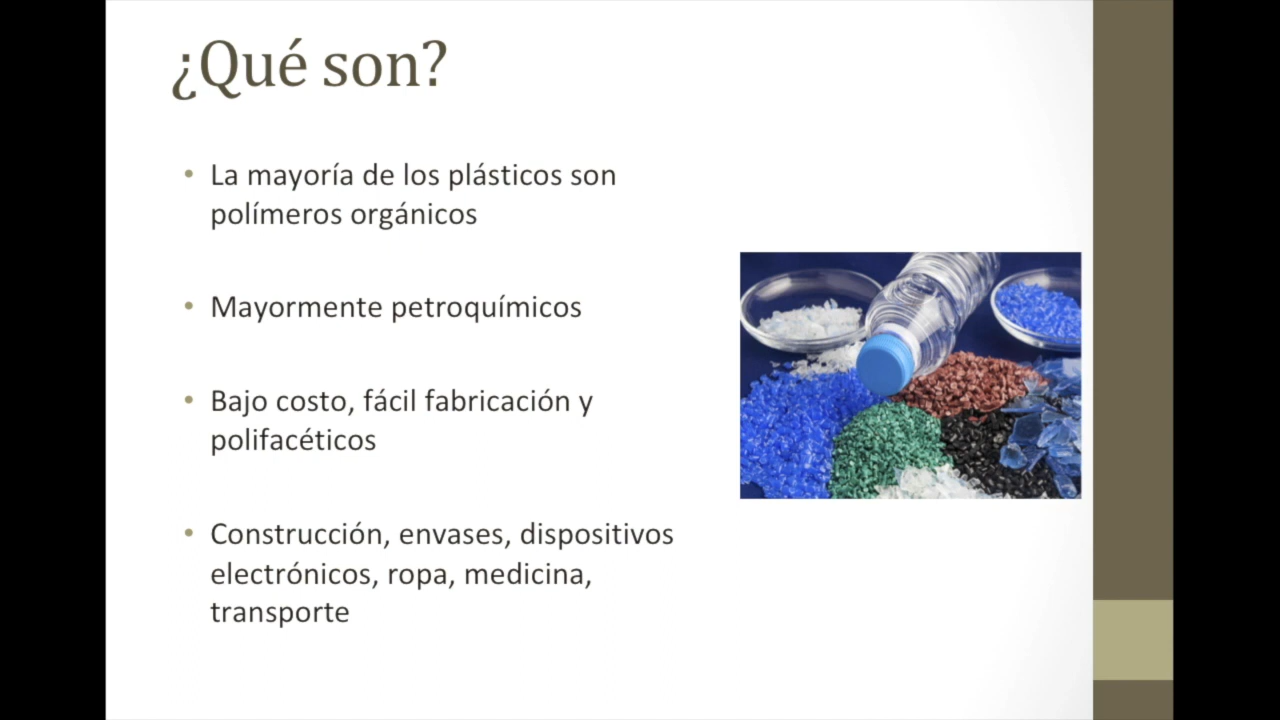 ¿Qué son?
• La mayoría de los plásticos son
polímeros orgánicos
• Mayormente petroquímicos
• Bajo costo, fácil fabricación y
polifacéticos
• Construcción, envases, dispositivos
electrónicos, ropa, medicina,
transporte